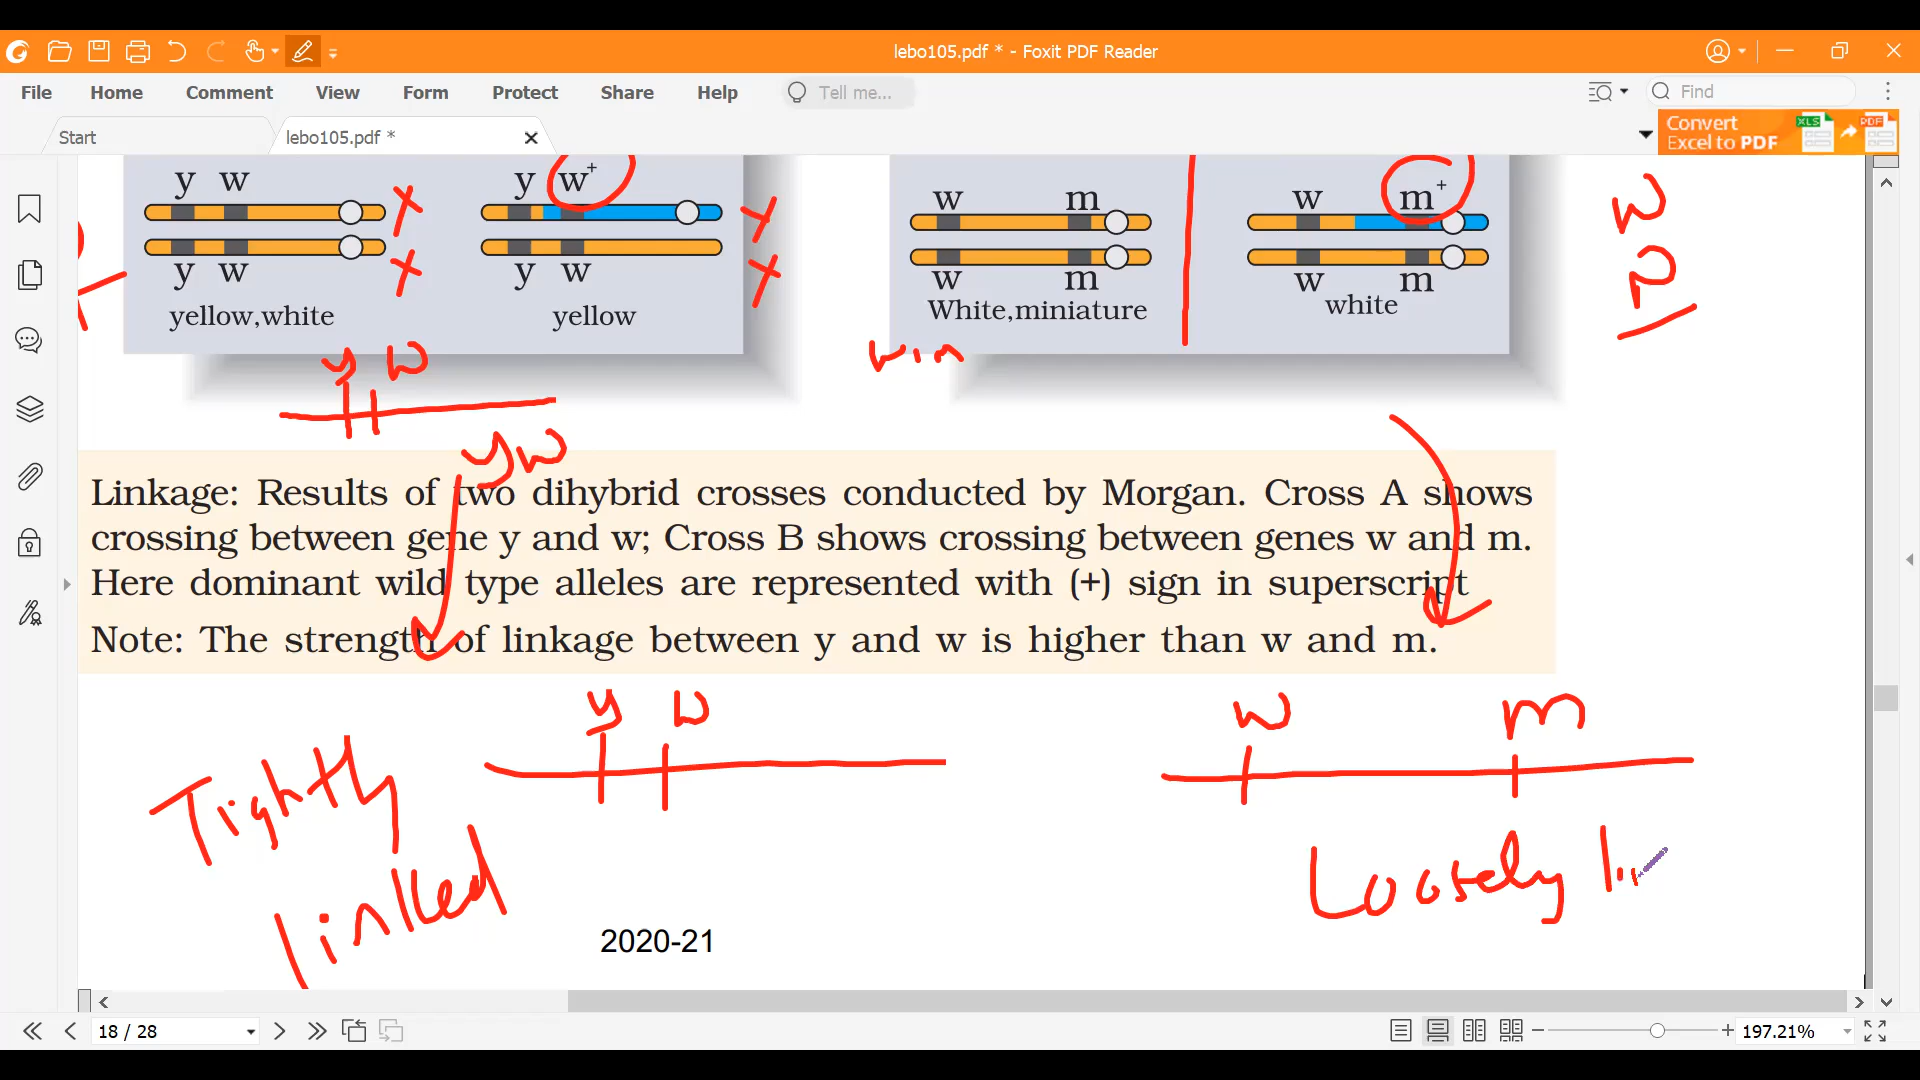 lebo105.pdf * - Foxit PDF Reader
File Home Comment View Form Protect Share Help Tell me... Find
Start lebo105.pdf * Convert Excel to PDF XLS PDF
y w
y w+
w m
w m+
y w
y w
w m
w m
yellow,white
yellow
White,miniature
white
x
x
y w
w m
w
yw
Linkage: Results of two dihybrid crosses conducted by Morgan. Cross A shows
crossing between gene y and w; Cross B shows crossing between genes w and m.
Here dominant wild type alleles are represented with (+) sign in superscript
Note: The strength of linkage between y and w is higher than w and m.
y w
w m
Tightly
linked
Loosely li
2020-21
18 / 28
197.21%